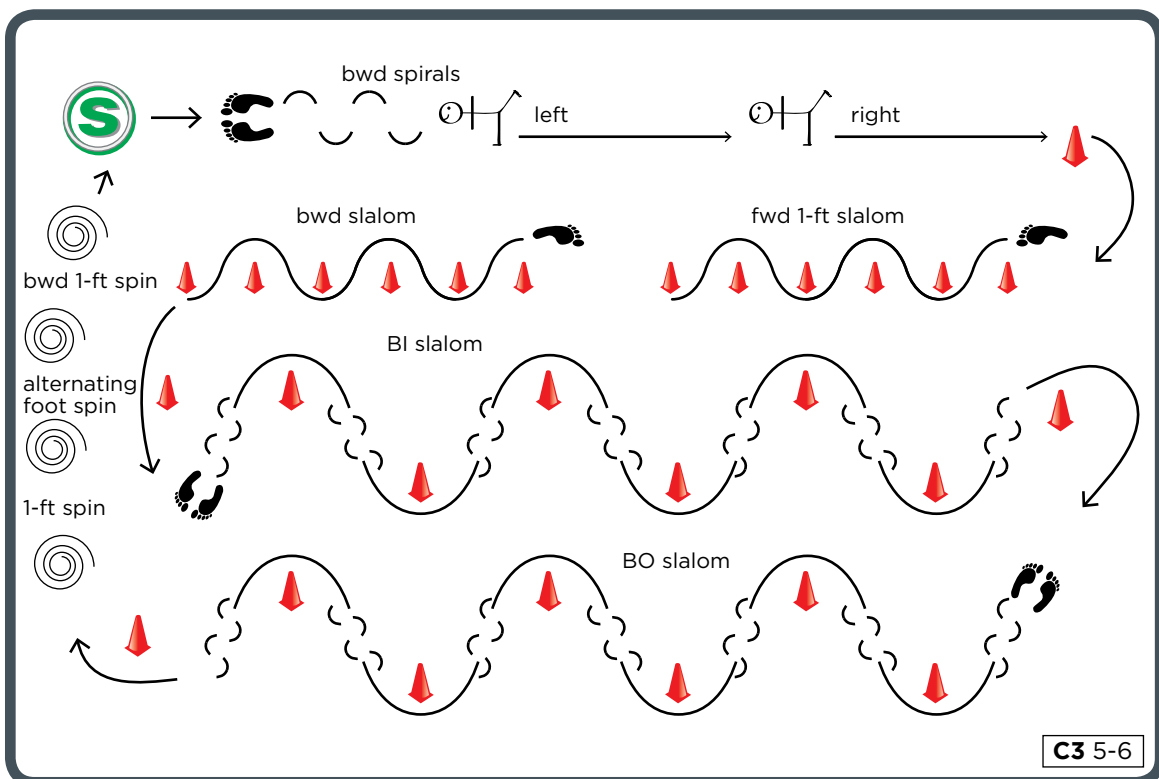 bwd spirals
S
left
right
bwd slalom
fwd 1-ft slalom
bwd 1-ft spin
BI slalom
alternating
foot spin
1-ft spin
BO slalom
C3 5-6